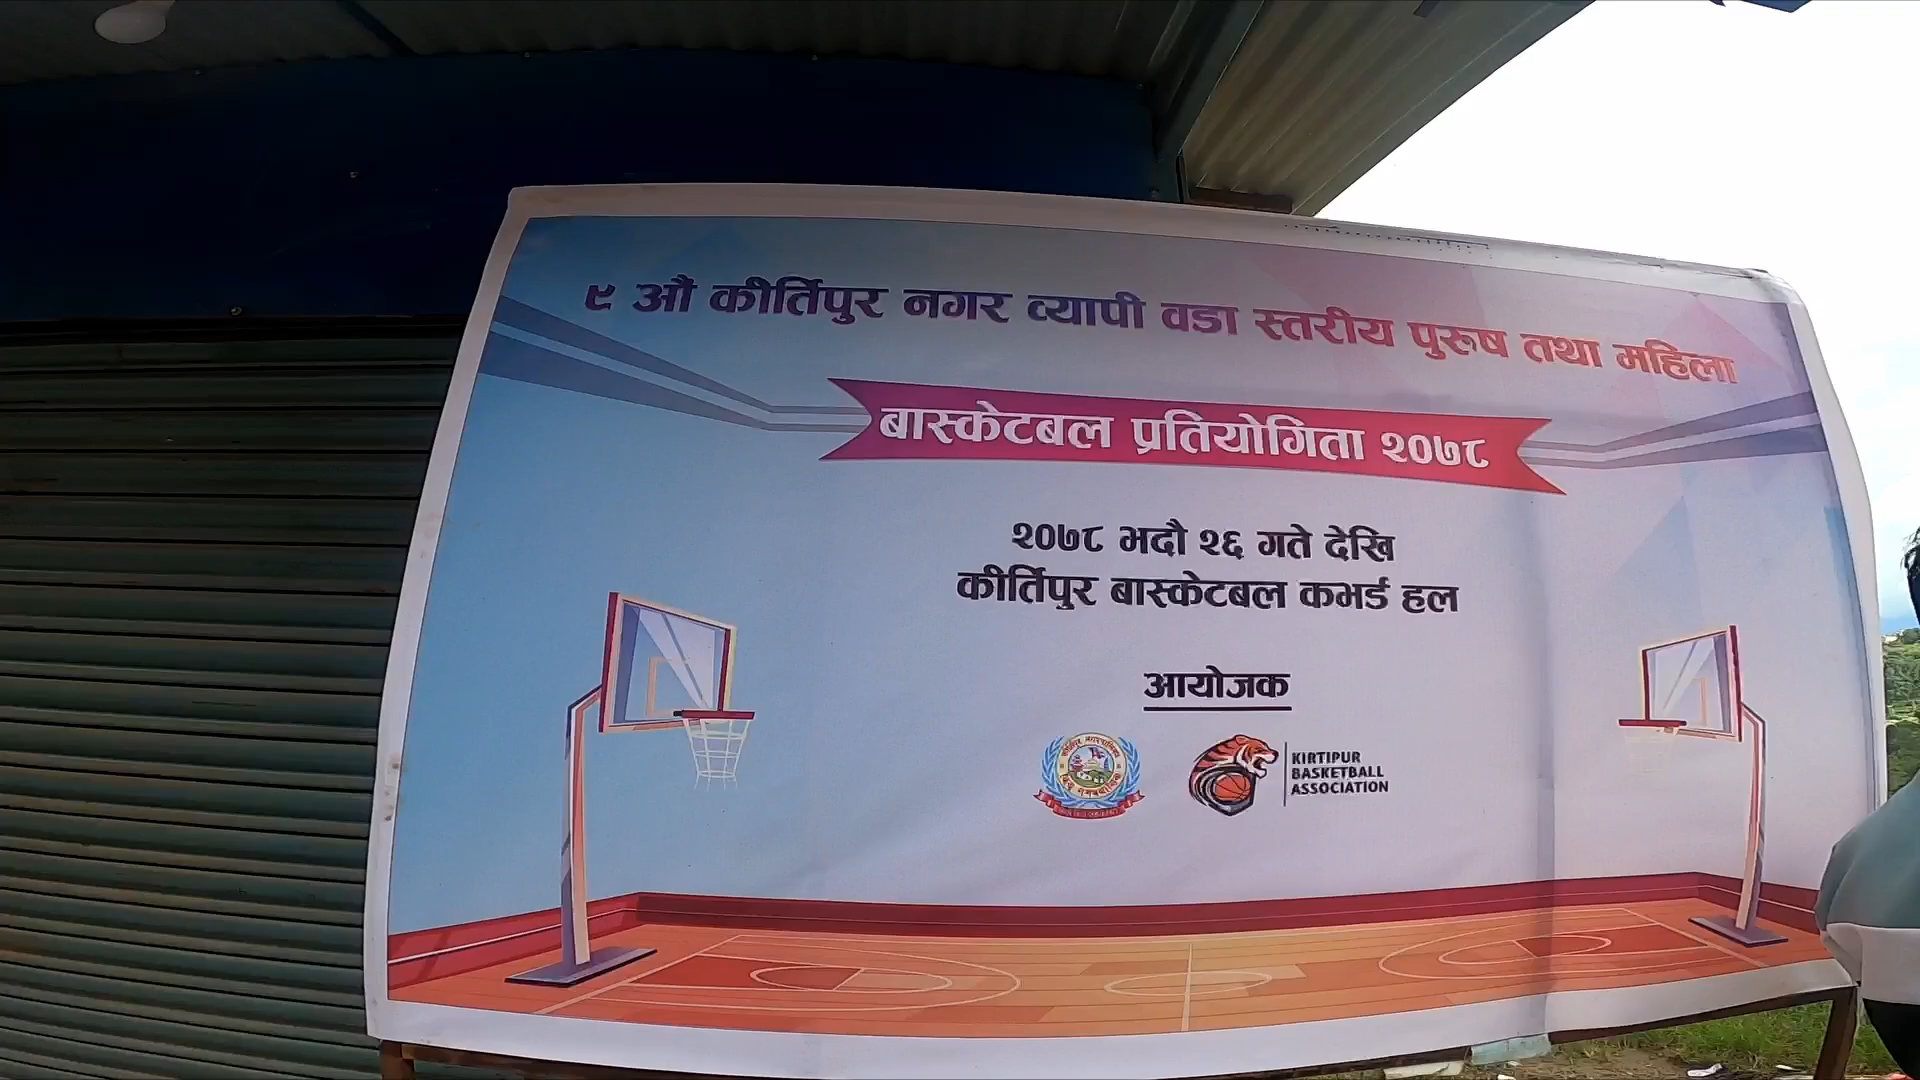 ९ औं कीर्तिपुर नगर व्यापी वडा स्तरीय पुरुष तथा महिला
बास्केटबल प्रतियोगिता २०७८
२०७८ भदौ २६ गते देखि
कीर्तिपुर बास्केटबल कभर्ड हल
आयोजक
कीर्तिपुर नगरपालिका
KIRTIPUR
BASKETBALL
ASSOCIATION